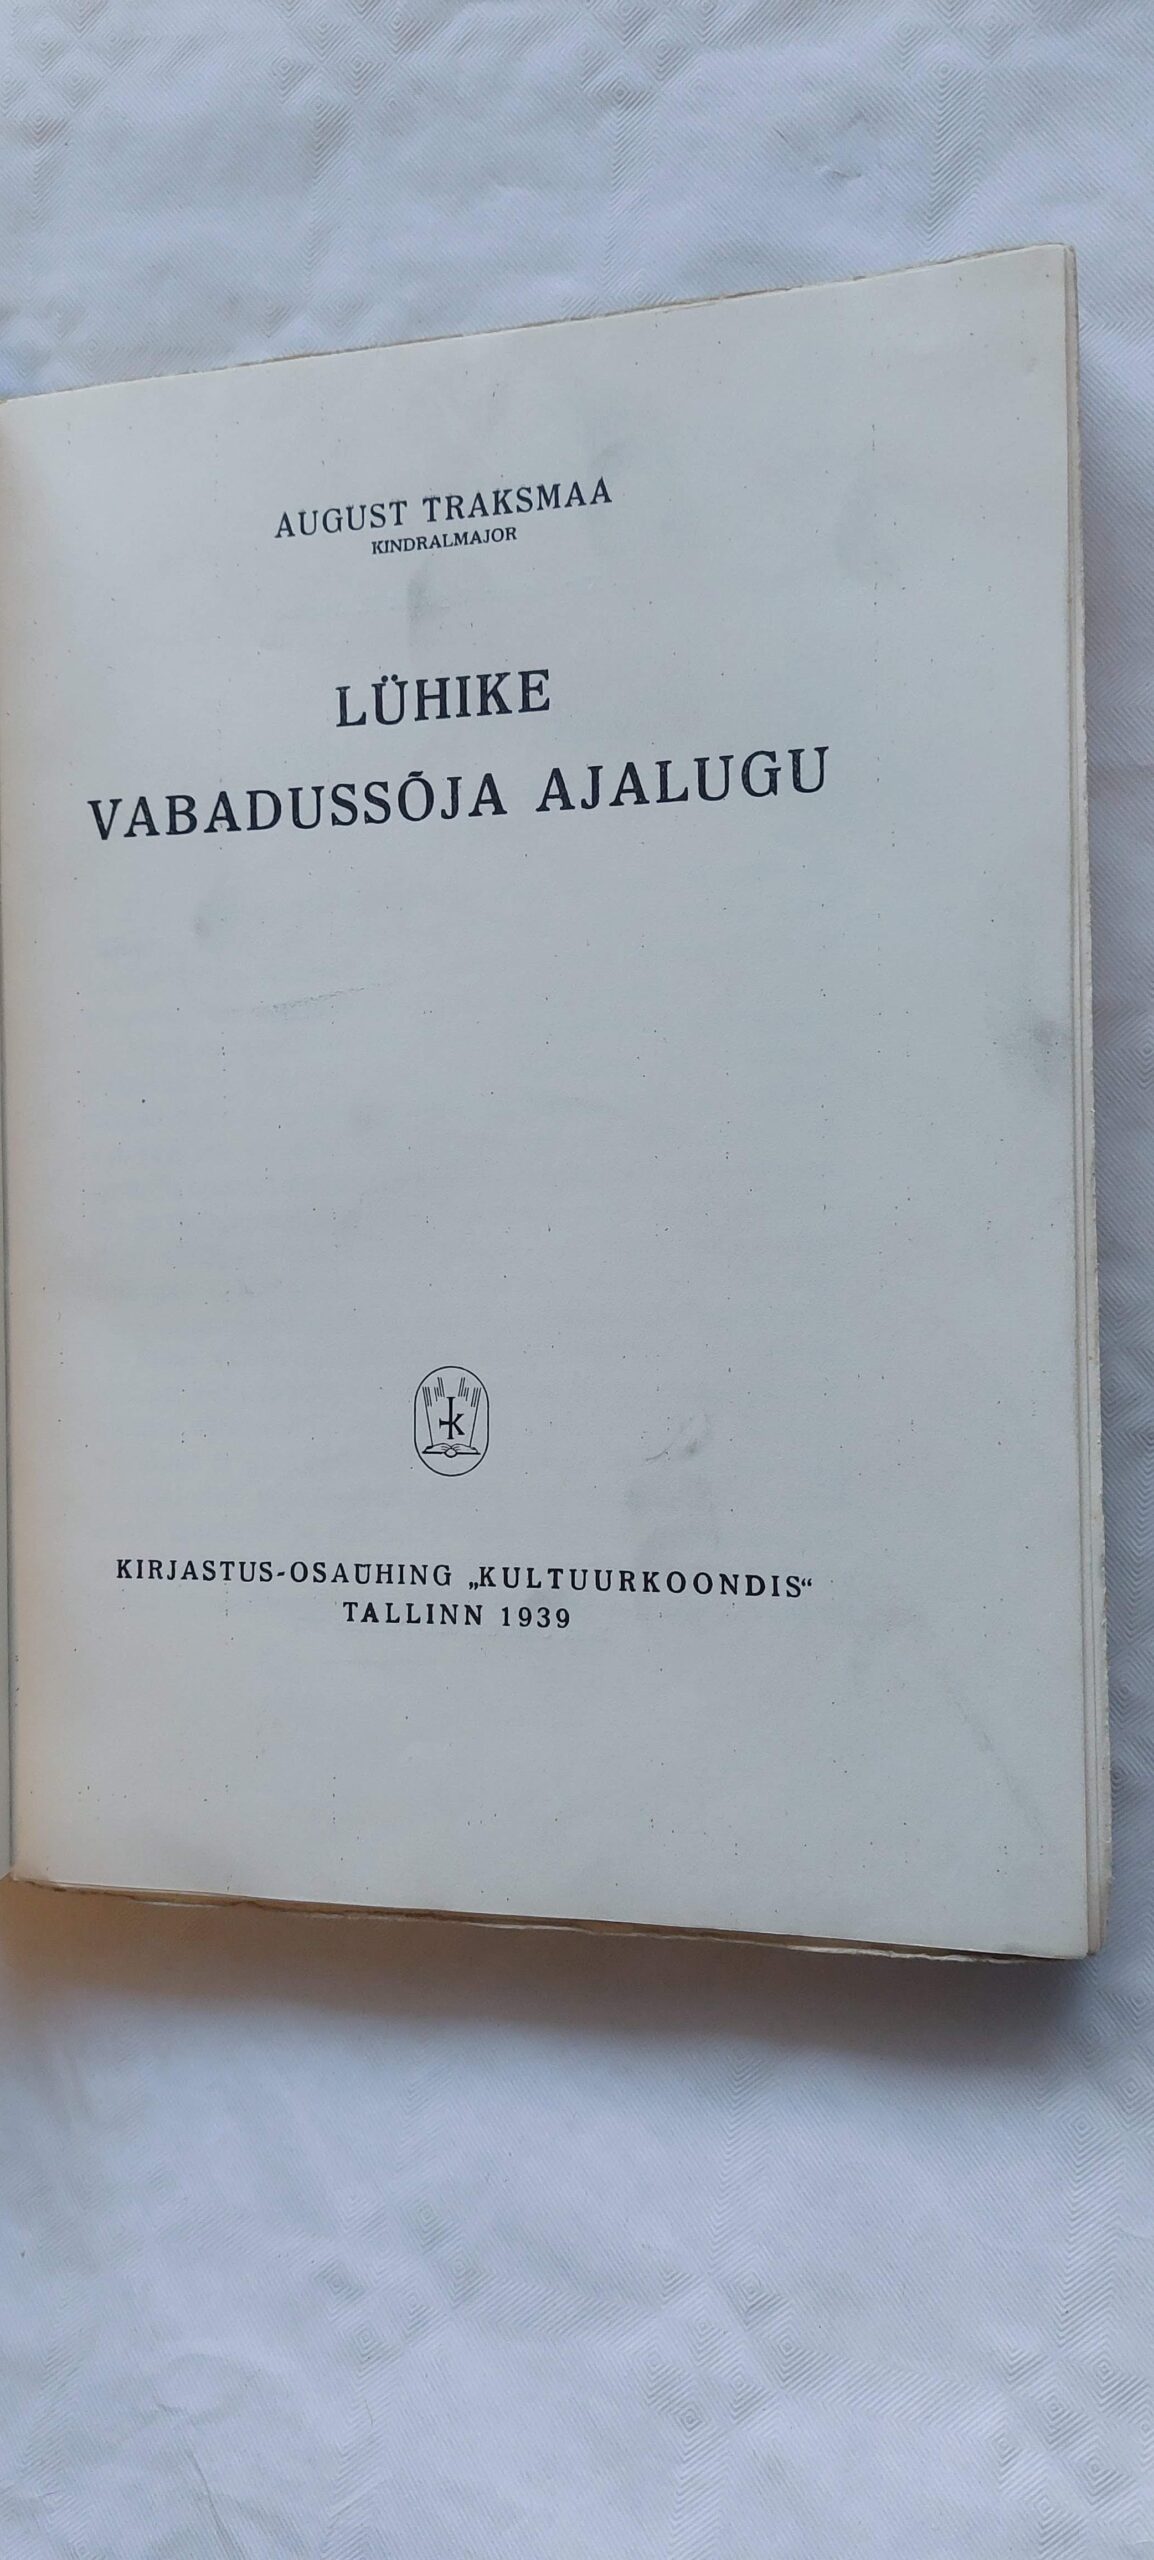 AUGUST TRAKSMAA
KINDRALMAJOR
LÜHIKE
VABADUSSÕJA AJALUGU
k
KIRJASTUS-OSAÜHING „KULTUURKOONDIS“
TALLINN 1939